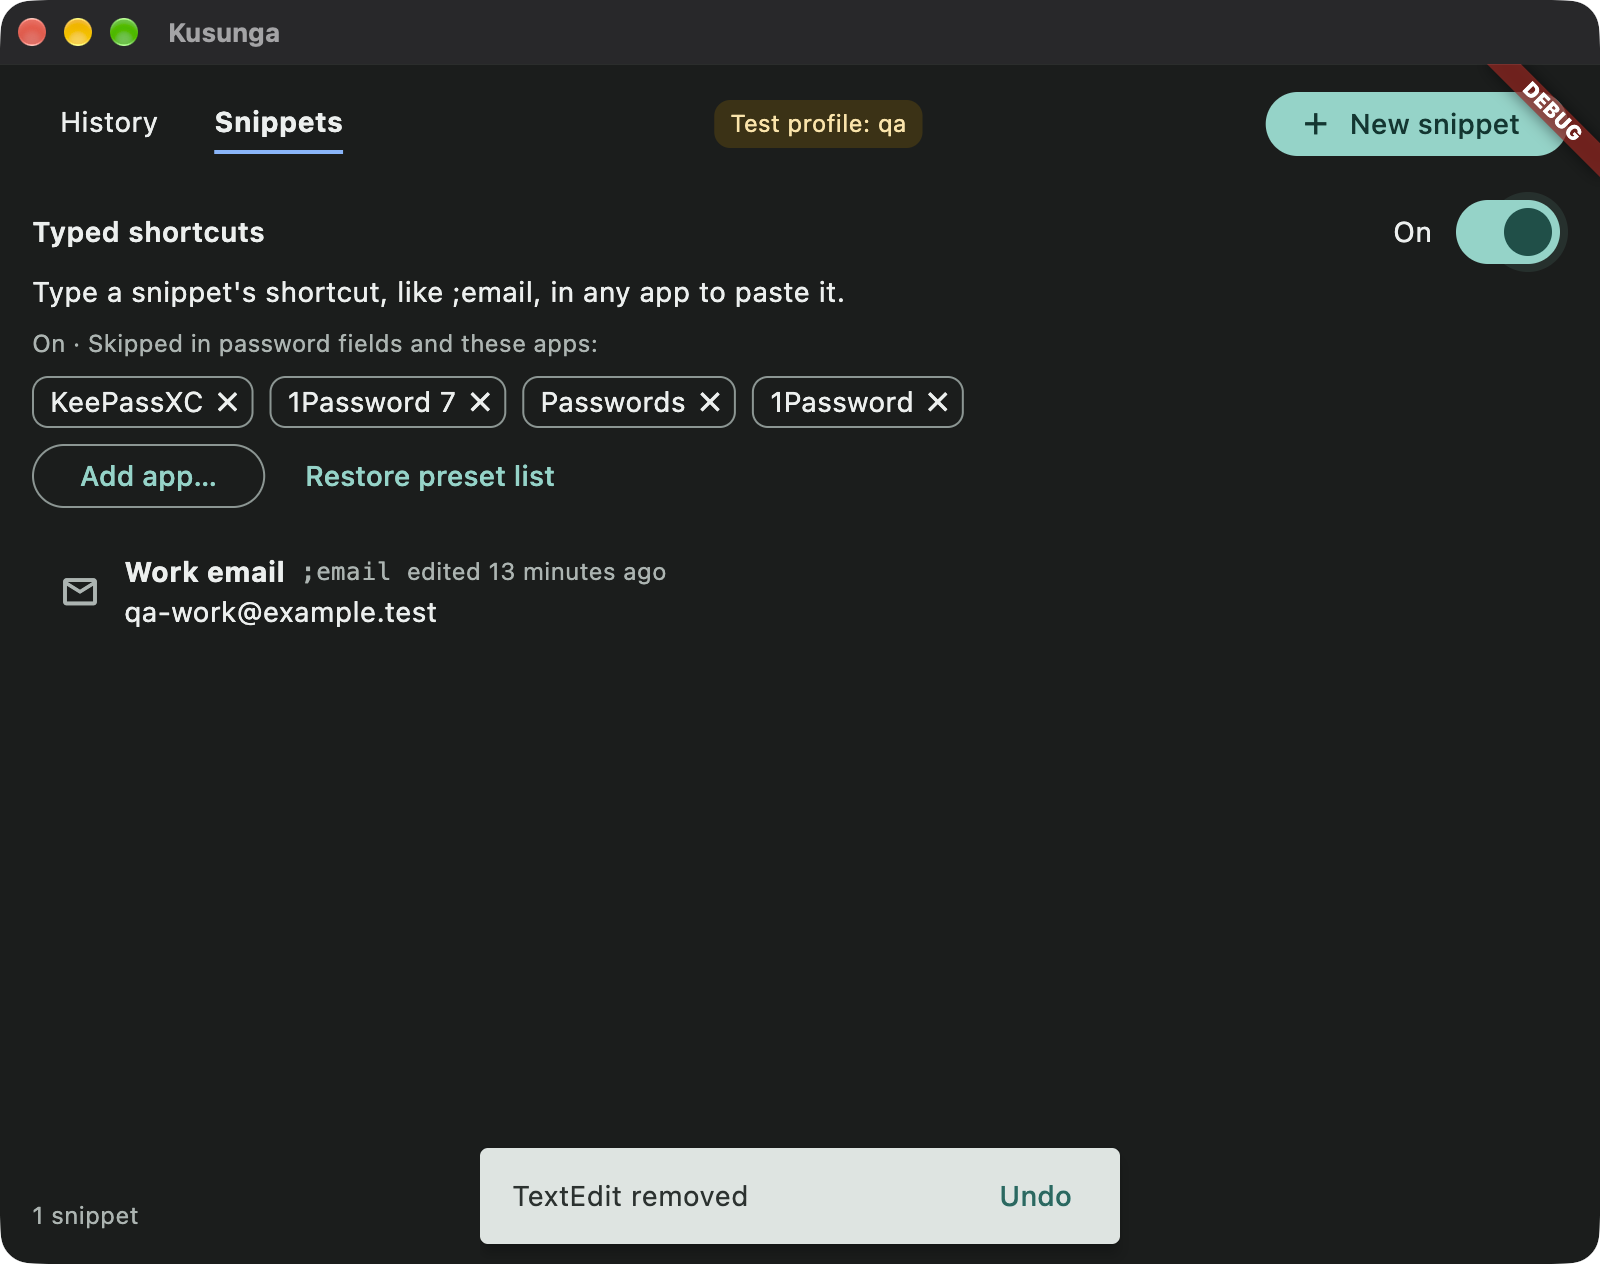 Kusunga
History Snippets Test profile: qa + New snippet
DEBUG
Typed shortcuts On
Type a snippet's shortcut, like ;email, in any app to paste it.
On · Skipped in password fields and these apps:
KeePassXC 1Password 7 Passwords 1Password
Add app... Restore preset list
Work email ;email edited 13 minutes ago
qa-work@example.test
TextEdit removed Undo
1 snippet